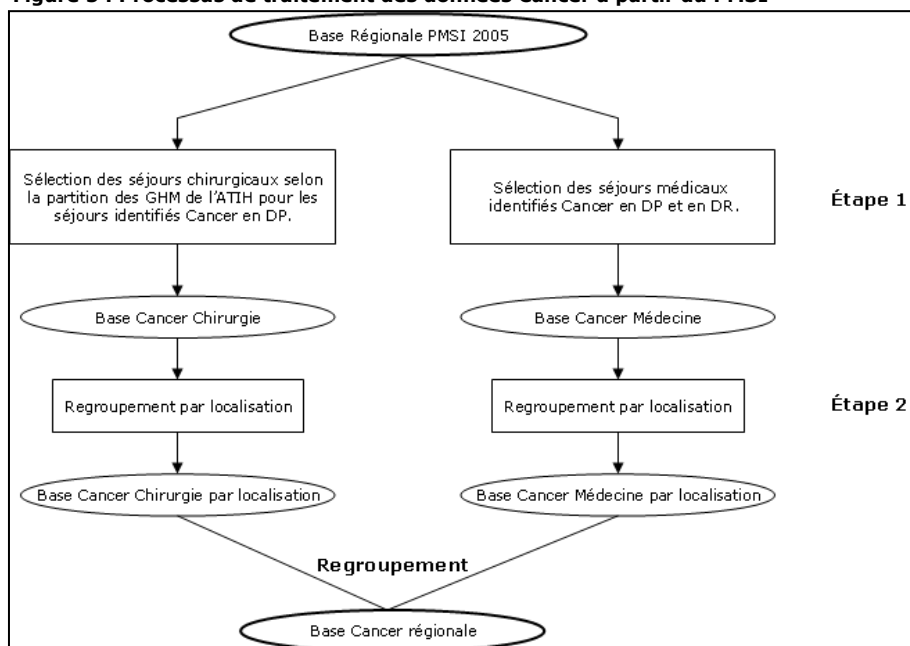 Figure 3 : Processus de traitement des données Cancer à partir du PMSI
Base Régionale PMSI 2005
Sélection des séjours chirurgicaux selon
la partition des GHM de l'ATIH pour les
séjours identifiés Cancer en DP.
Sélection des séjours médicaux
identifiés Cancer en DP et en DR.
Étape 1
Base Cancer Chirurgie
Base Cancer Médecine
Regroupement par localisation
Regroupement par localisation
Étape 2
Base Cancer Chirurgie par localisation
Base Cancer Médecine par localisation
Regroupement
Base Cancer régionale